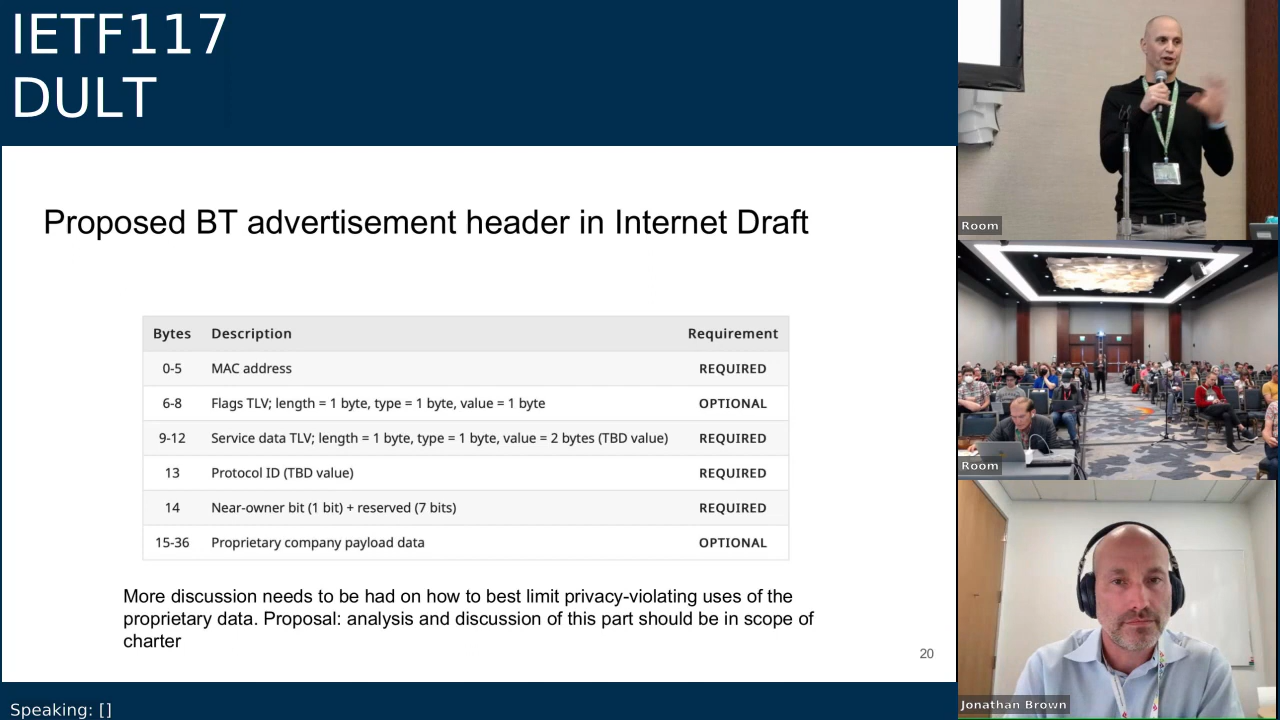 IETF117
DULT
Proposed BT advertisement header in Internet Draft
Bytes Description Requirement
0-5 MAC address REQUIRED
6-8 Flags TLV; length = 1 byte, type = 1 byte, value = 1 byte OPTIONAL
9-12 Service data TLV; length = 1 byte, type = 1 byte, value = 2 bytes (TBD value) REQUIRED
13 Protocol ID (TBD value) REQUIRED
14 Near-owner bit (1 bit) + reserved (7 bits) REQUIRED
15-36 Proprietary company payload data OPTIONAL
More discussion needs to be had on how to best limit privacy-violating uses of the
proprietary data. Proposal: analysis and discussion of this part should be in scope of
charter
20
Speaking: []
Room
Room
Jonathan Brown